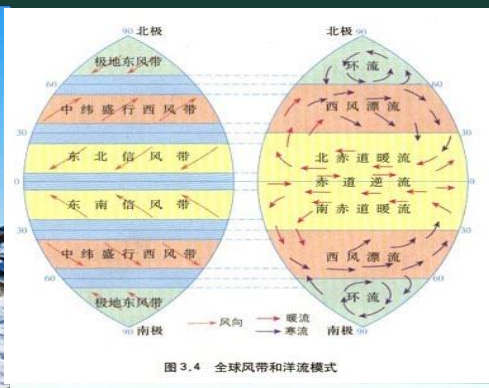 90 北极
极地东风带
60
中纬盛行西风带
30
东北信风带
0
东南信风带
30
中纬盛行西风带
60
极地东风带
90 南极
北极 90
环流
60
西风漂流
30
北赤道暖流
赤道逆流
0
南赤道暖流
30
西风漂流
60
环流
南极 90
风向
暖流
寒流
图3.4 全球风带和洋流模式